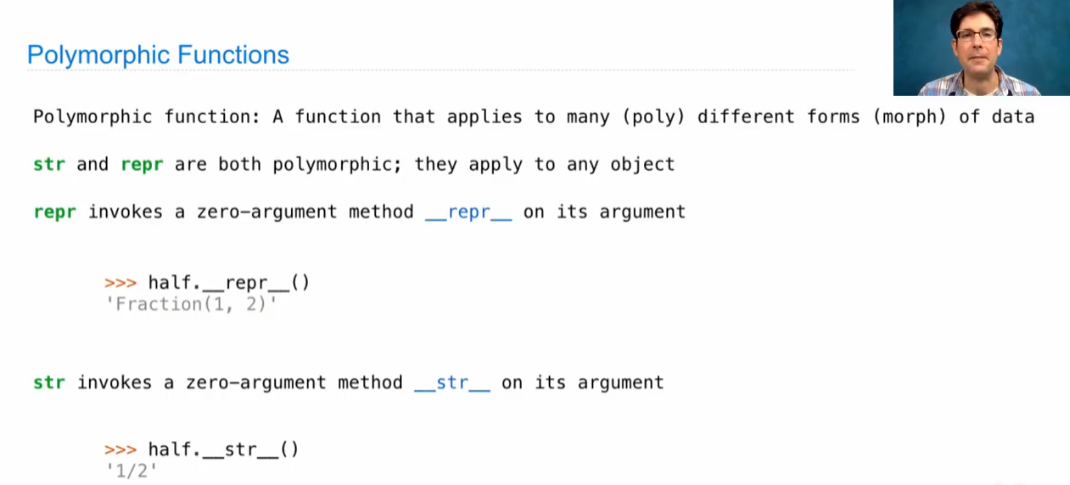 Polymorphic Functions
Polymorphic function: A function that applies to many (poly) different forms (morph) of data
str and repr are both polymorphic; they apply to any object
repr invokes a zero-argument method __repr__ on its argument
>>> half.__repr__()
'Fraction(1, 2)'
str invokes a zero-argument method __str__ on its argument
>>> half.__str__()
'1/2'